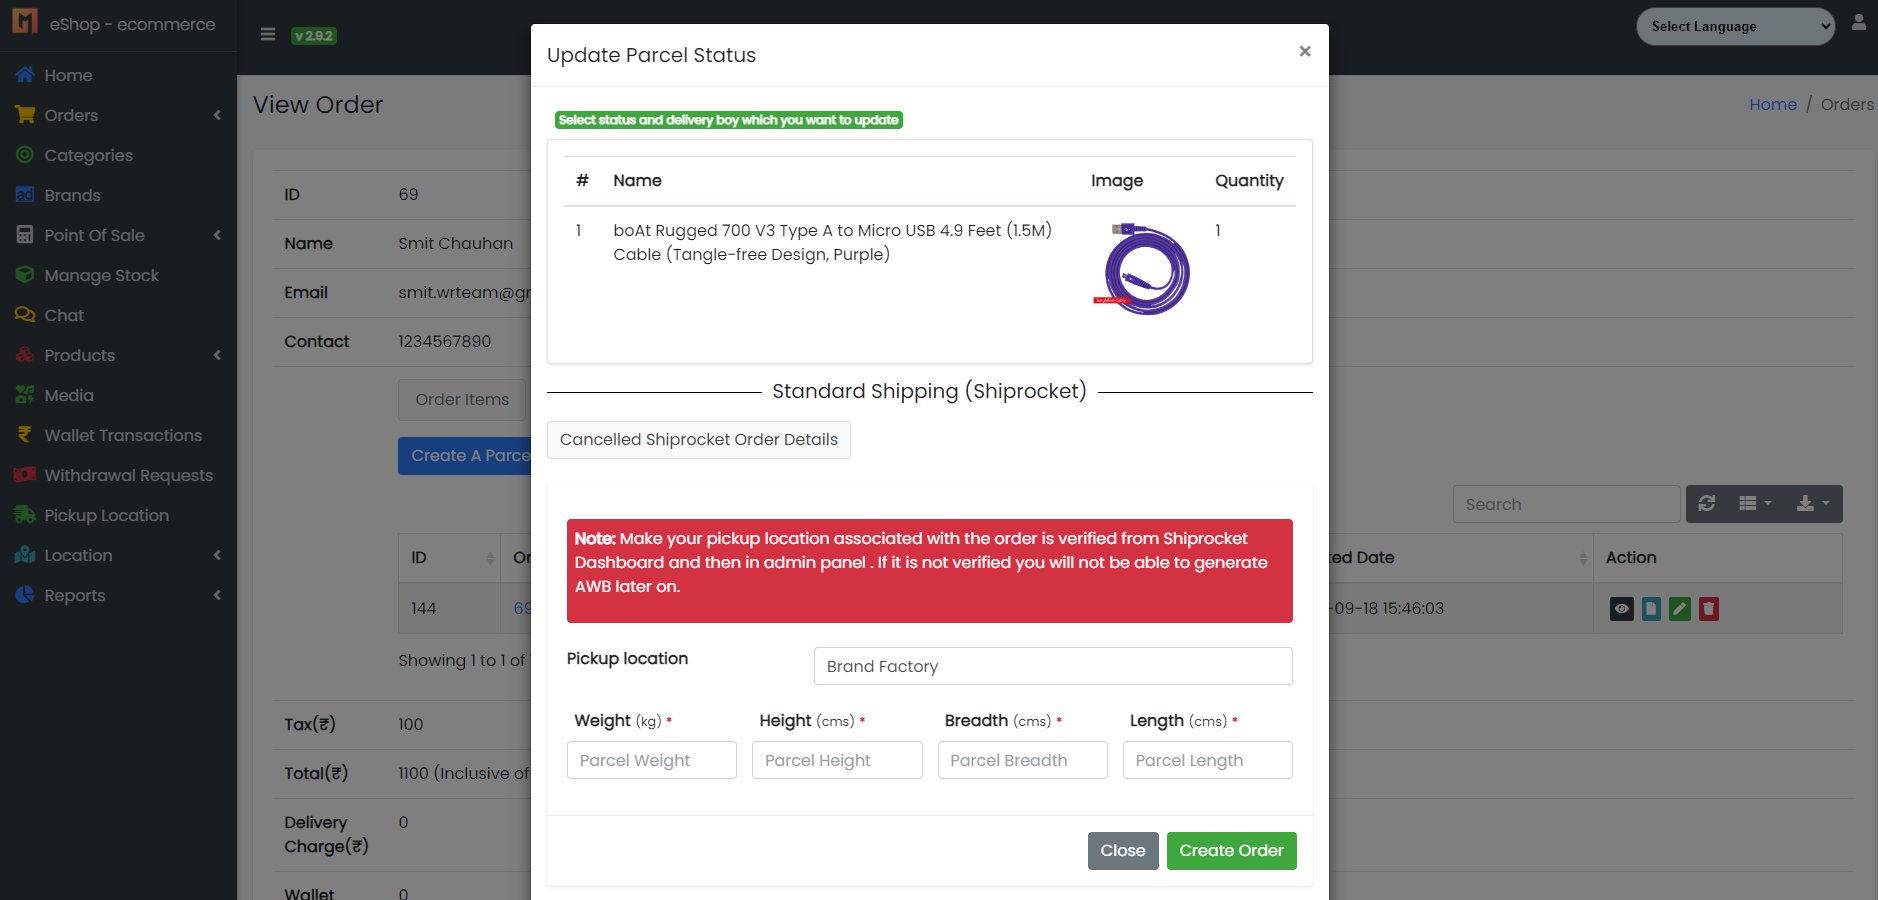 eShop - ecommerce
v 2.9.2
Select Language
Home
Orders
Categories
Brands
Point Of Sale
Manage Stock
Chat
Products
Media
Wallet Transactions
Withdrawal Requests
Pickup Location
Location
Reports
View Order
Home / Orders
ID 69
Name Smit Chauhan
Email smit.wrteam@gr
Contact 1234567890
Order Items
Create A Parce
Search
ID Or ted Date Action
144 69 -09-18 15:46:03
Showing 1 to 1 of
Tax(₹) 100
Total(₹) 1100 (Inclusive of
Delivery 0
Charge(₹)
Wallet 0
Update Parcel Status
×
Select status and delivery boy which you want to update
# Name Image Quantity
1 boAt Rugged 700 V3 Type A to Micro USB 4.9 Feet (1.5M) 1
Cable (Tangle-free Design, Purple)
Standard Shipping (Shiprocket)
Cancelled Shiprocket Order Details
Note: Make your pickup location associated with the order is verified from Shiprocket
Dashboard and then in admin panel . If it is not verified you will not be able to generate
AWB later on.
Pickup location Brand Factory
Weight (kg) * Height (cms) * Breadth (cms) * Length (cms) *
Parcel Weight Parcel Height Parcel Breadth Parcel Length
Close Create Order